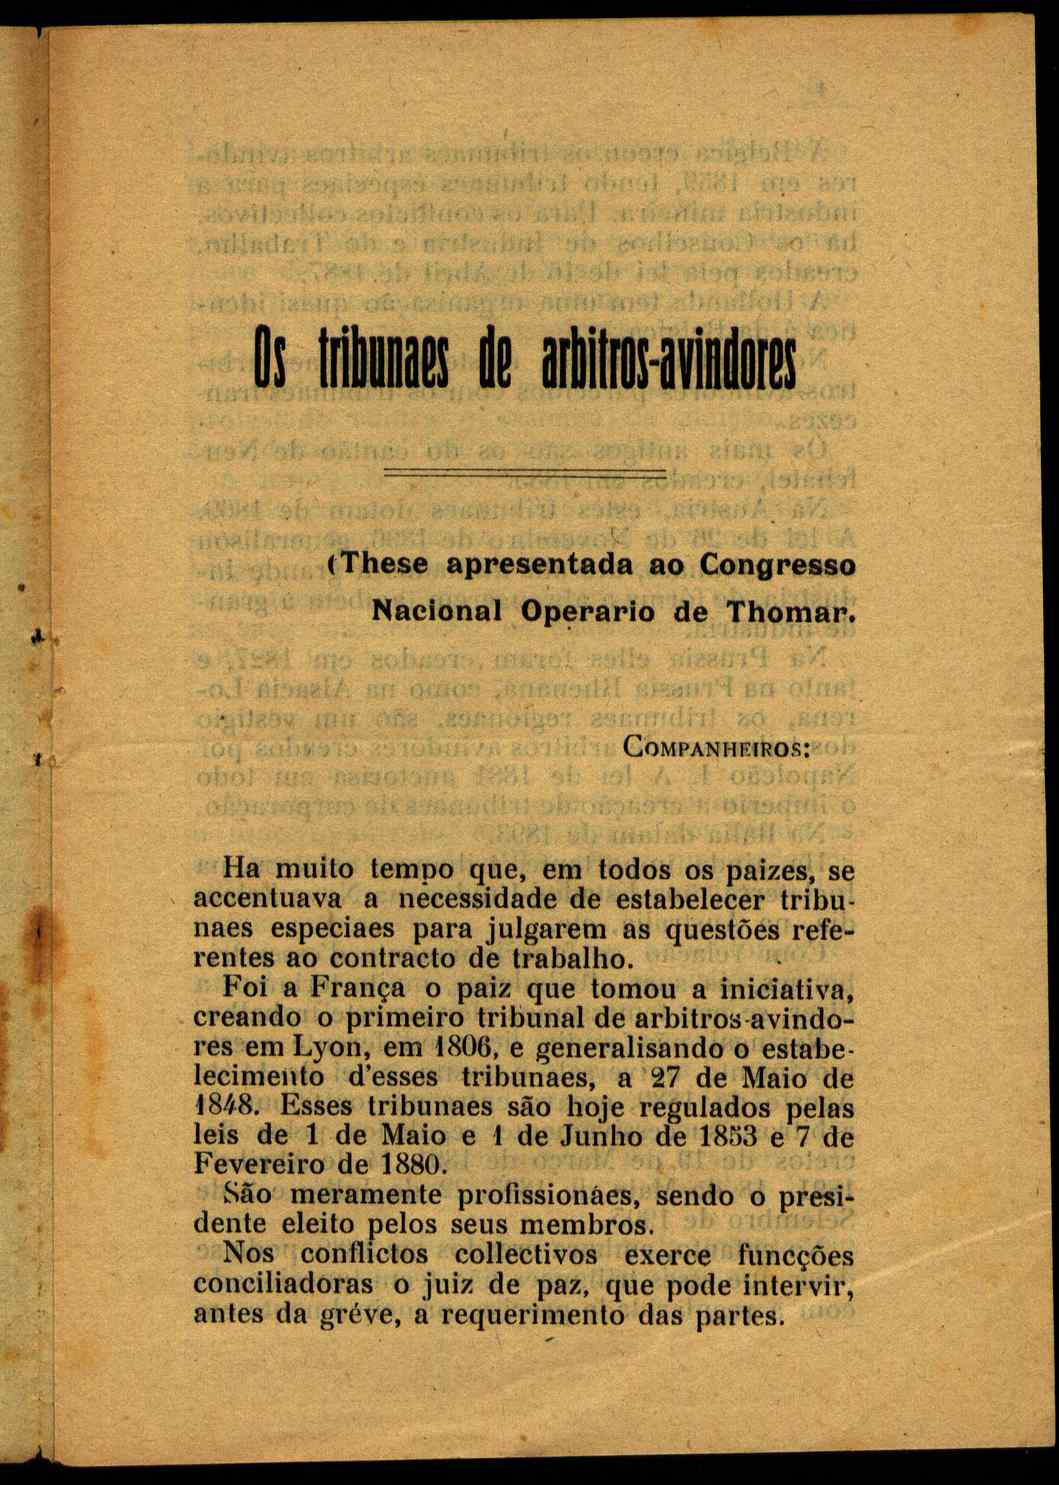 Os tribunaes de arbitros-avindores
(These apresentada ao Congresso
Nacional Operario de Thomar.
COMPANHEIROS:
Ha muito tempo que, em todos os paizes, se
accentuava a necessidade de estabelecer tribu-
naes especiaes para julgarem as questões refe-
rentes ao contracto de trabalho.
Foi a França o paiz que tomou a iniciativa,
creando o primeiro tribunal de arbitros-avindo-
res em Lyon, em 1806, e generalisando o estabe-
lecimento d'esses tribunaes, a 27 de Maio de
1848. Esses tribunaes são hoje regulados pelas
leis de 1 de Maio e 1 de Junho de 1853 e 7 de
Fevereiro de 1880.
São meramente profissionáes, sendo o presi-
dente eleito pelos seus membros.
Nos conflictos collectivos exerce funcções
conciliadoras o juiz de paz, que pode intervir,
antes da gréve, a requerimento das partes.